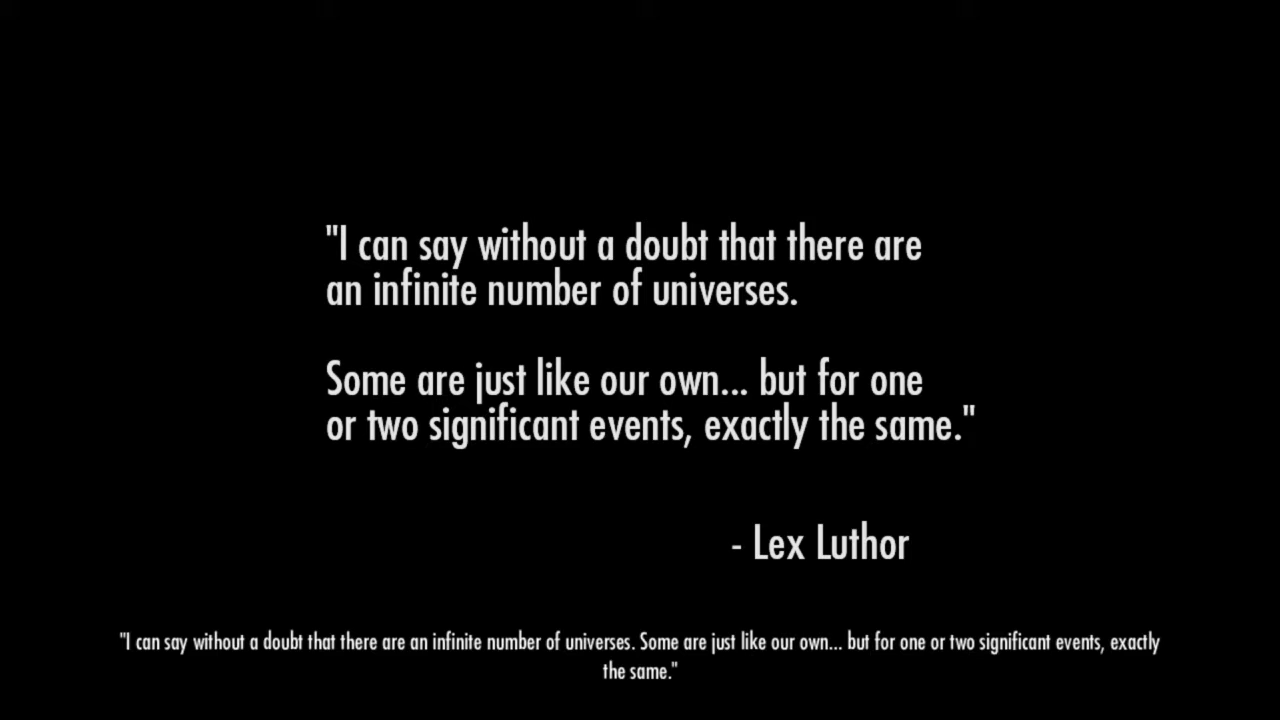 "I can say without a doubt that there are
an infinite number of universes.
Some are just like our own... but for one
or two significant events, exactly the same."
- Lex Luthor
"I can say without a doubt that there are an infinite number of universes. Some are just like our own... but for one or two significant events, exactly
the same."